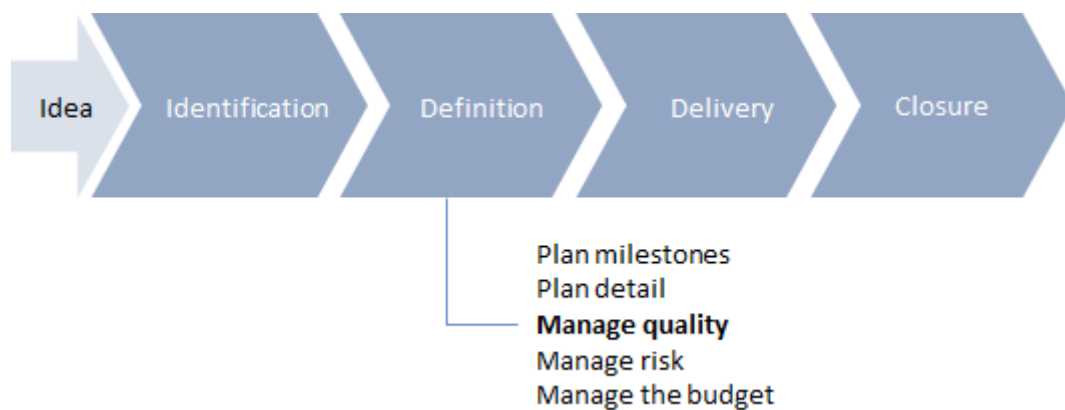 Idea
Identification
Definition
Delivery
Closure
Plan milestones
Plan detail
Manage quality
Manage risk
Manage the budget